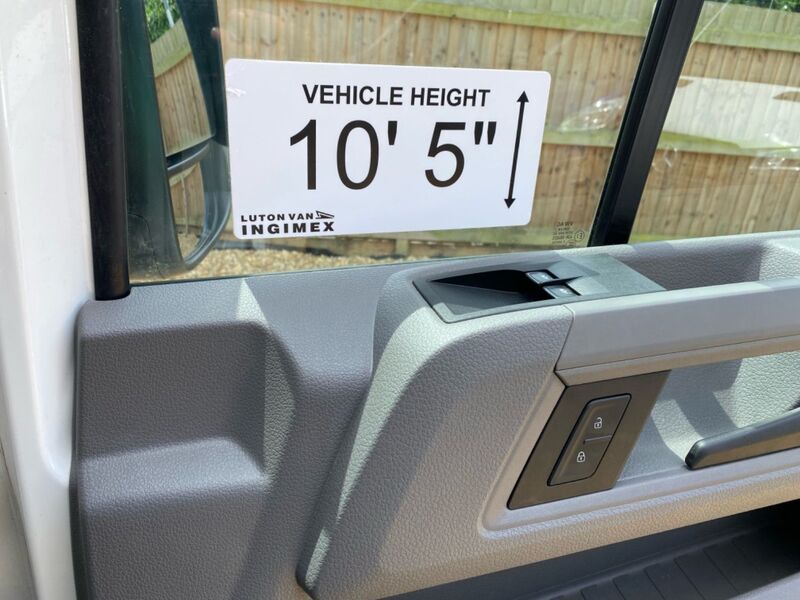 VEHICLE HEIGHT
10' 5"
LUTON VAN
INGIMEX